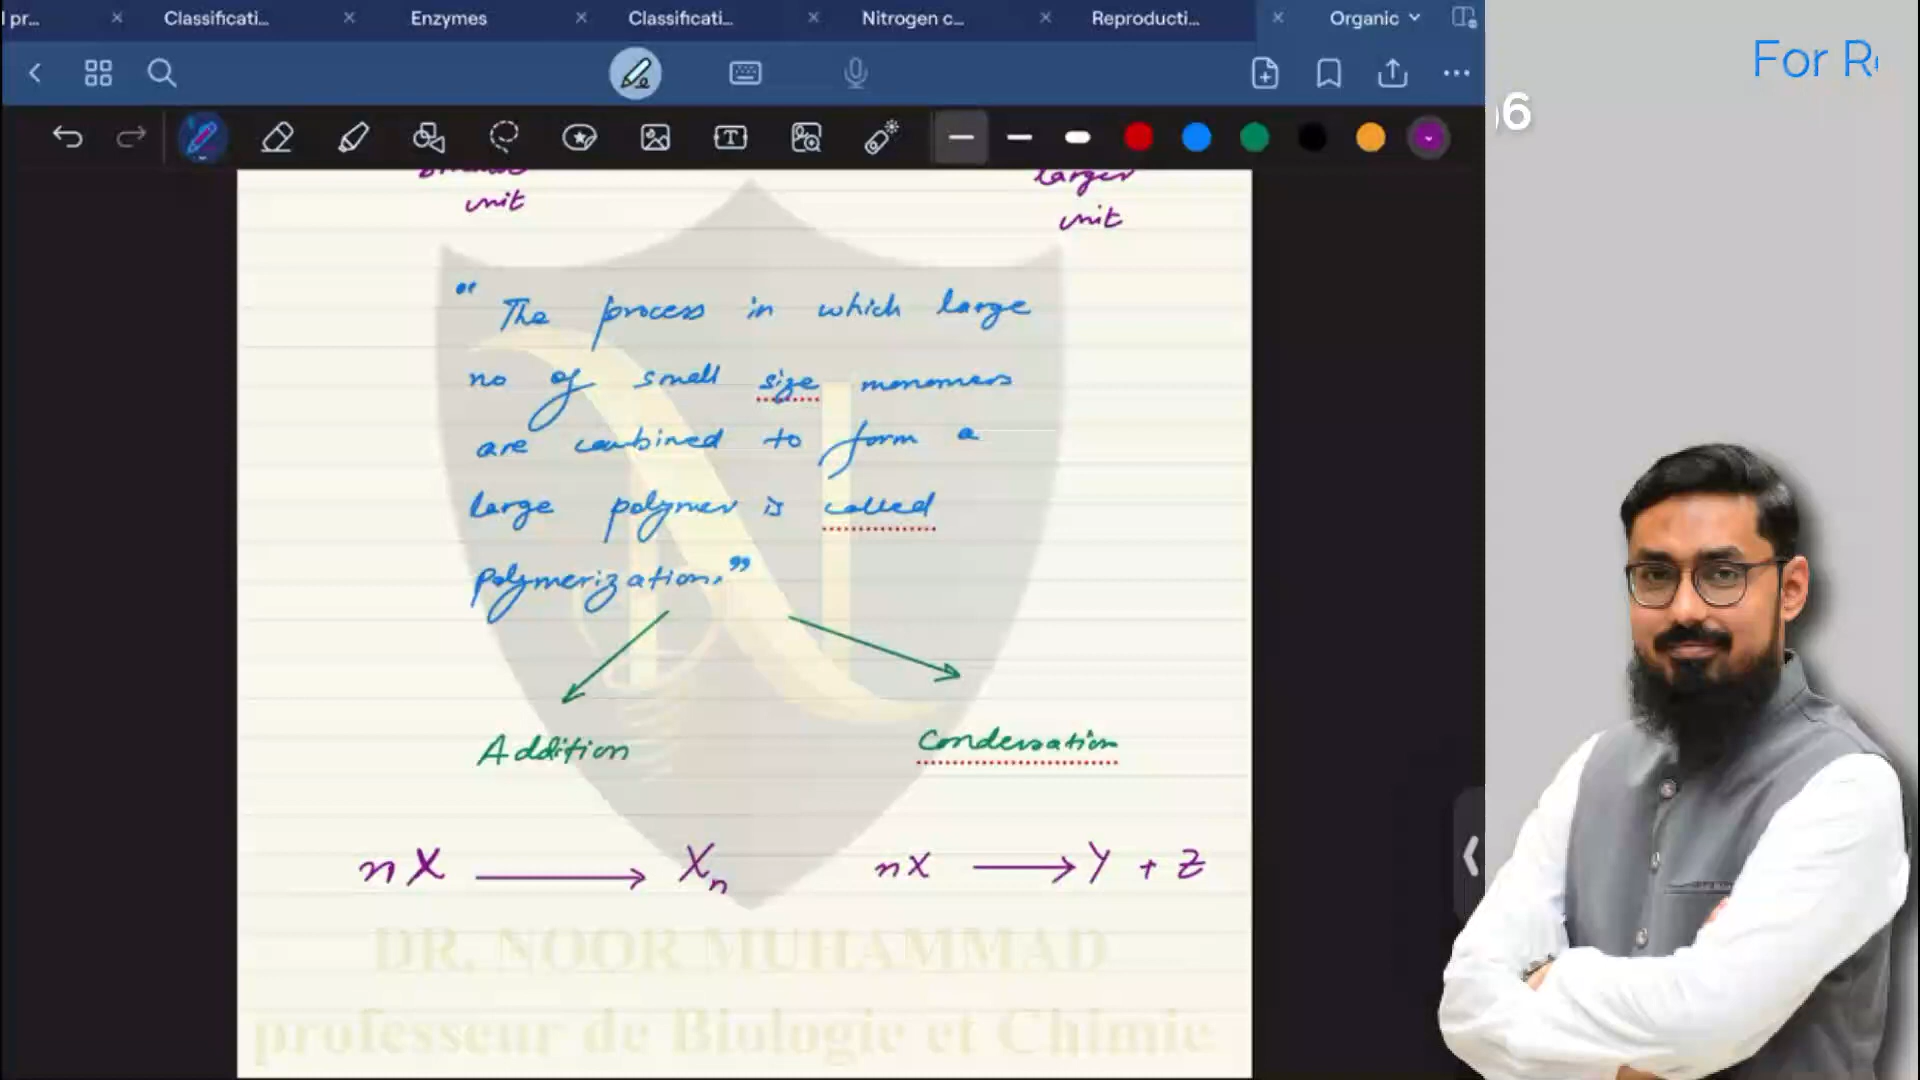 l pr... Classificati... Enzymes Classificati... Nitrogen c... Reproducti... Organic
For R
96
unit
larger
unit
" The process in which large
no of small size monomers
are combined to form a
large polymer is called
polymerization."
Addition
Condensation
nX → Xn
nX → Y + Z
DR. NOOR MUHAMMAD
professeur de Biologie et Chimie